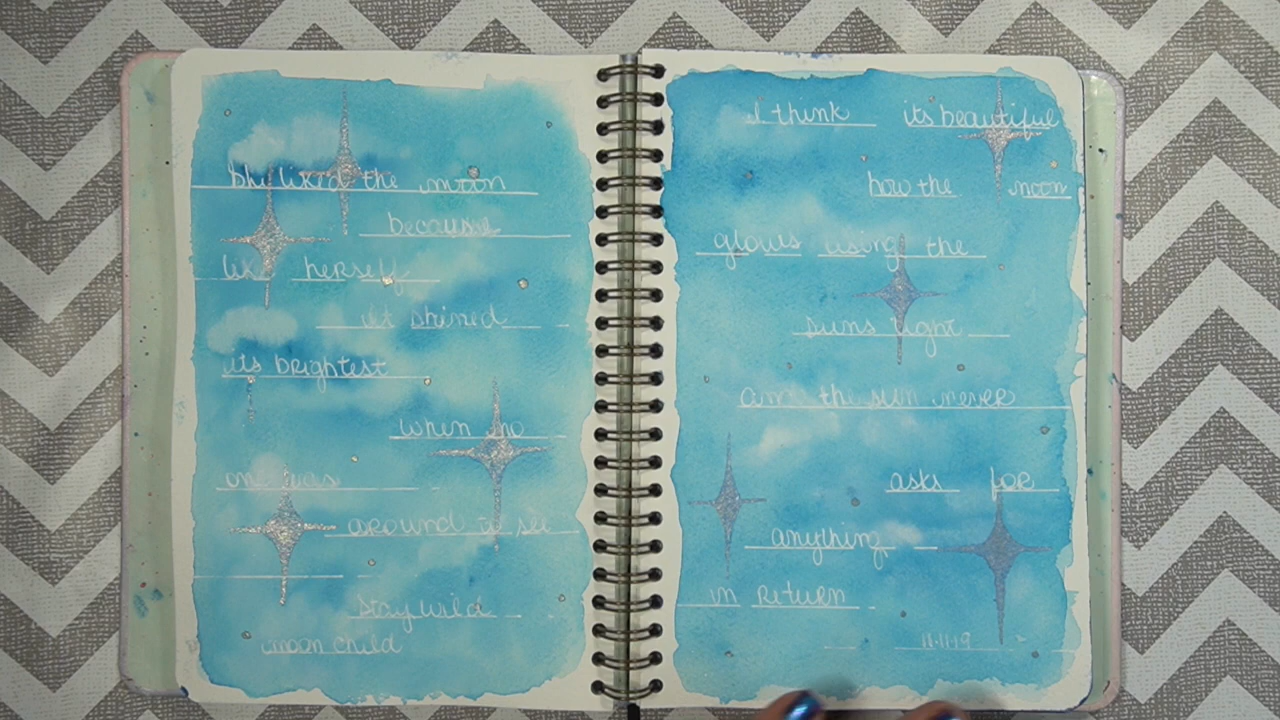 She liked the moon
because
like herself
it shined
its brightest
when no
one was
around to see
stay wild
moon child
I think its beautiful
how the moon
glows using the
suns light
and the sun never
asks for
anything
in return
11.11.19